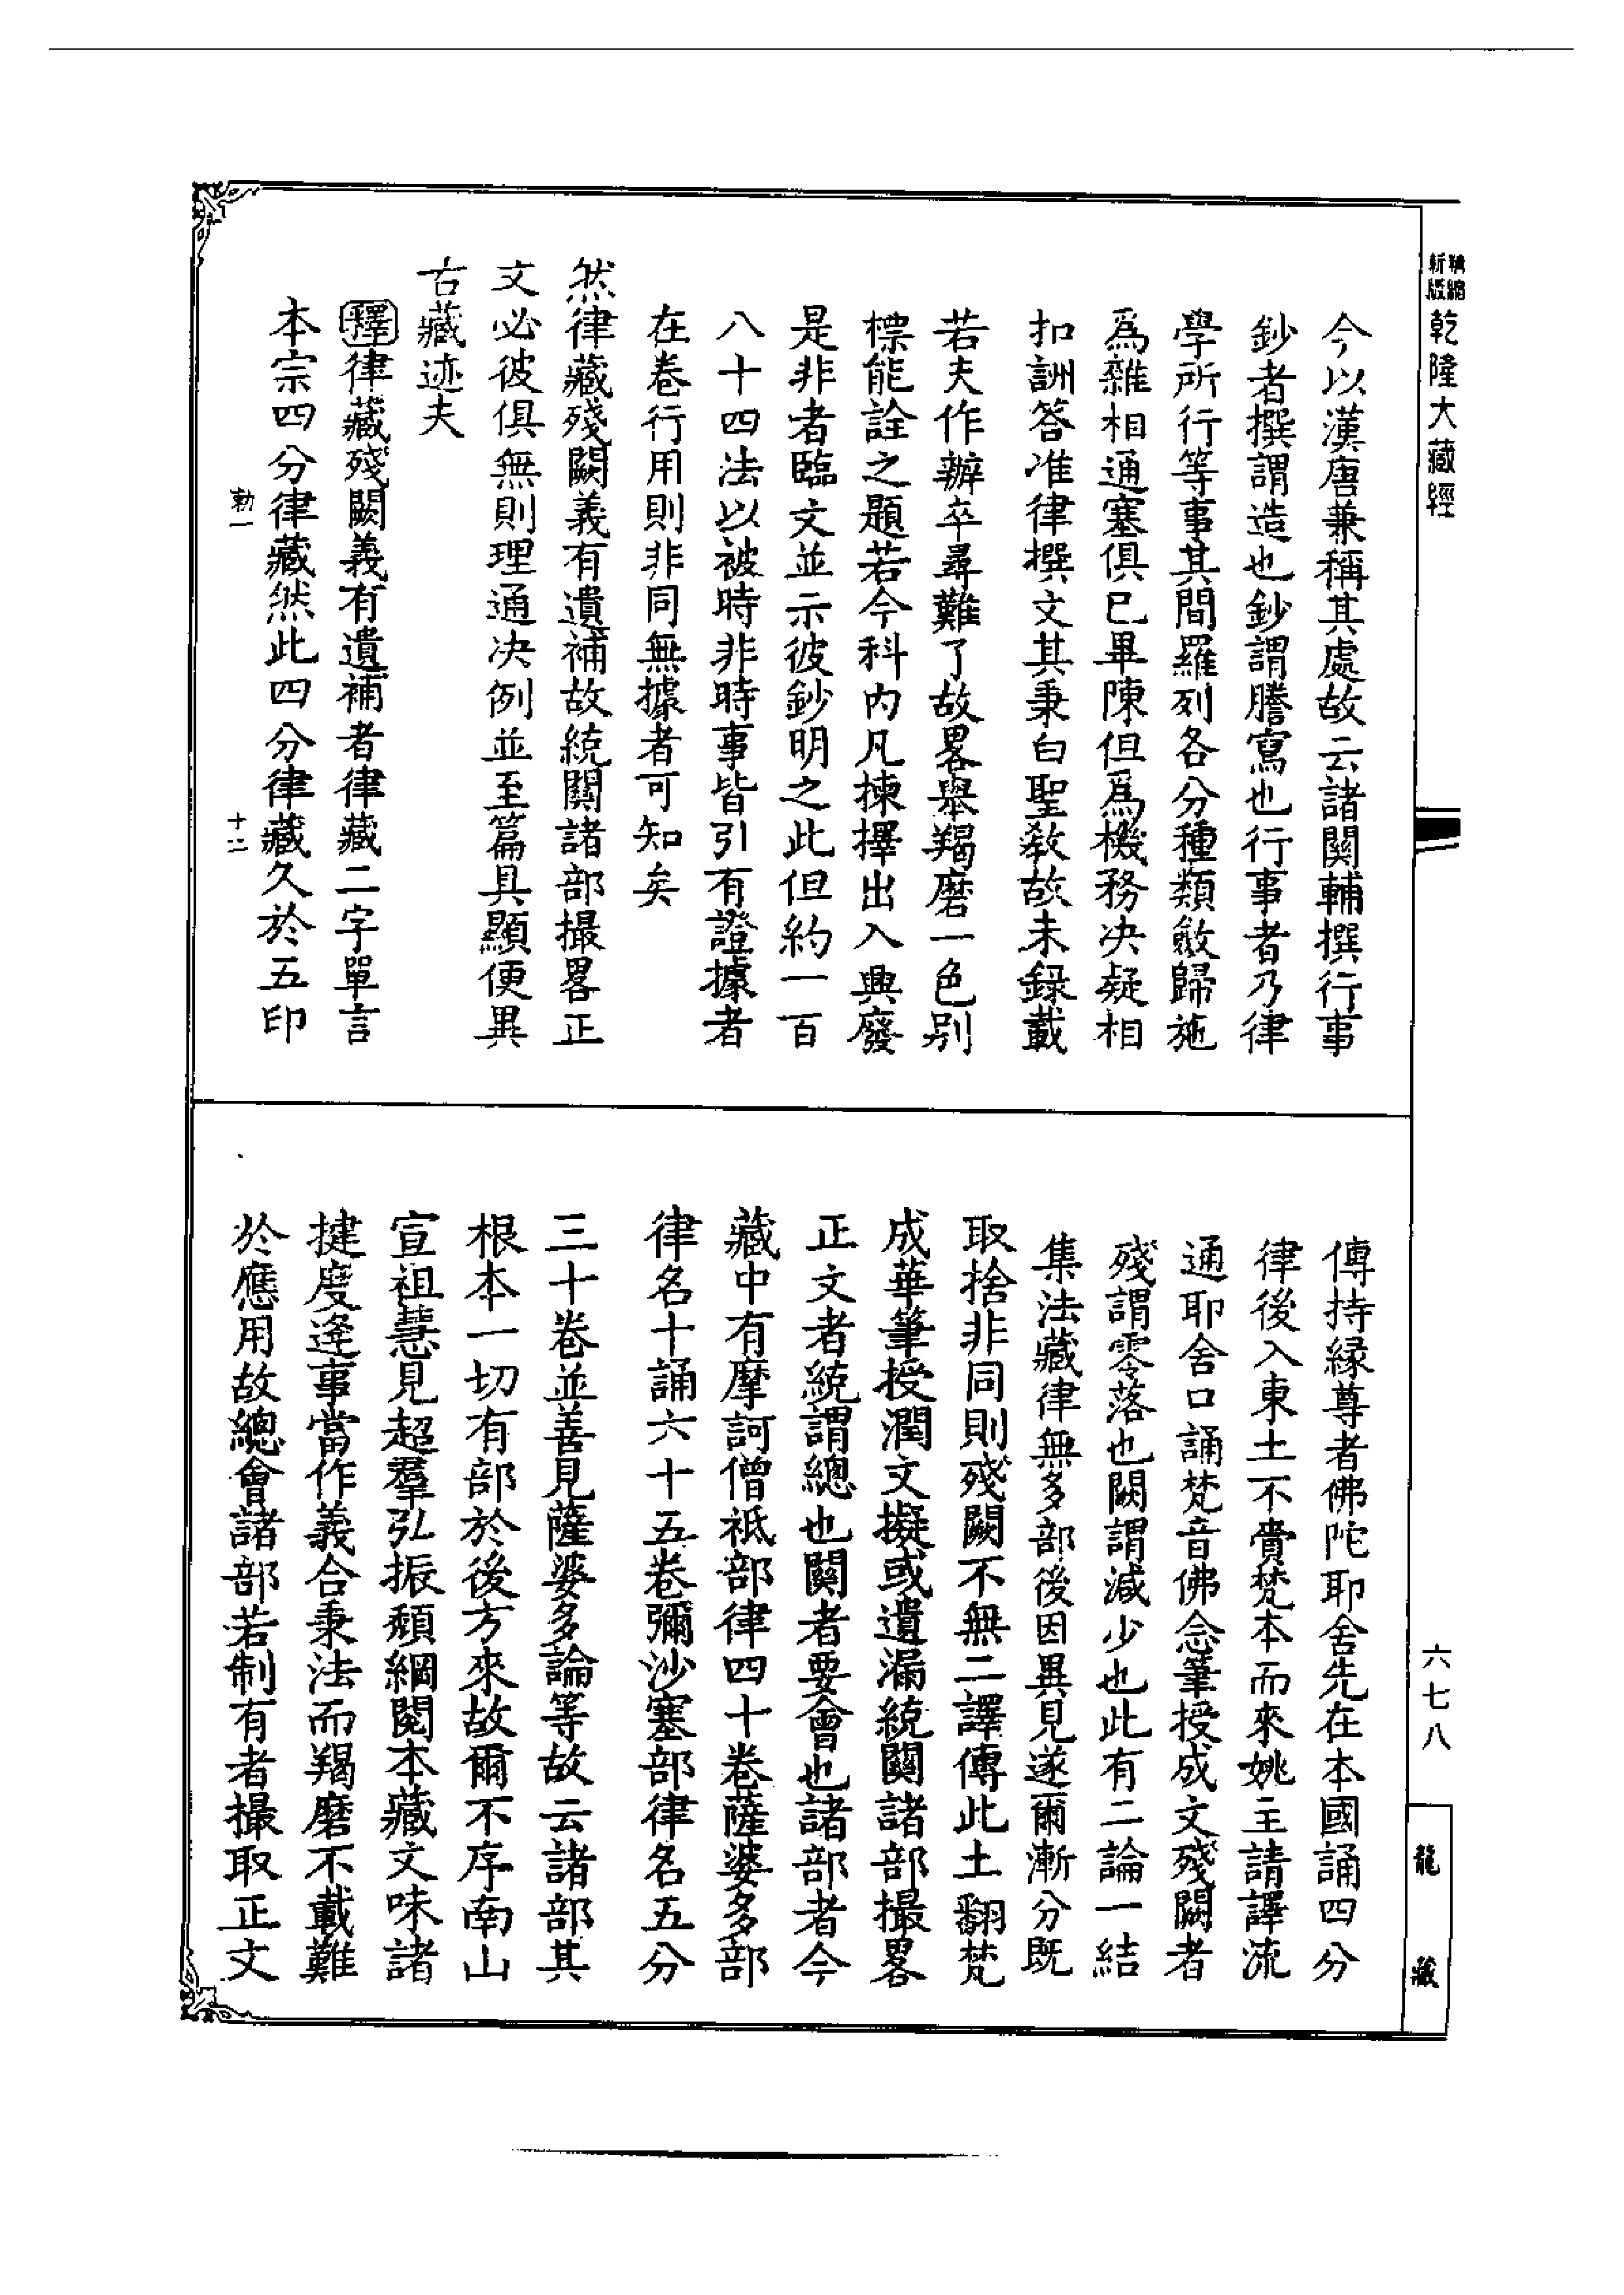 精縮
新版
乾隆大藏經
今以漢唐兼稱其處故云諸關輔撰行事
鈔者撰謂造也鈔謂謄寫也行事者乃律
學所行等事其間羅列各分種類斂歸施
爲雜相通塞俱已畢陳但爲機務决疑相
扣詶答准律撰文其秉白聖教故未録載
若夫作辦卒尋難了故畧舉羯磨一色别
標能詮之題若今科内凡揀擇出入興廢
是非者臨文並示彼鈔明之此但約一百
八十四法以被時非時事皆引有證據者
在卷行用則非同無據者可知矣
然律藏殘闕義有遺補故統關諸部撮畧正
文必彼俱無則理通决例並至篇具顯便異
古藏迹夫
釋律藏殘闕義有遺補者律藏二字單言
本宗四分律藏然此四分律藏久於五印
勅一
十二
傳持緣尊者佛陀耶舍先在本國誦四分
律後入東土不賫梵本而來姚主請譯流
通耶舍口誦梵音佛念筆授成文殘闕者
殘謂零落也闕謂減少也此有二論一結
集法藏律無多部後因異見遂爾漸分既
取捨非同則殘闕不無二譯傳此土翻梵
成華筆授潤文擬或遺漏統關諸部撮畧
正文者統謂總也關者要會也諸部者今
藏中有摩訶僧祇部律四十卷薩婆多部
律名十誦六十五卷彌沙塞部律名五分
三十卷並善見薩婆多論等故云諸部其
根本一切有部於後方來故爾不序南山
宣祖慧見超羣弘振頹綱閱本藏文味諸
揵度逄事當作義合秉法而羯磨不載難
於應用故總會諸部若制有者撮取正文
六七八
龍藏